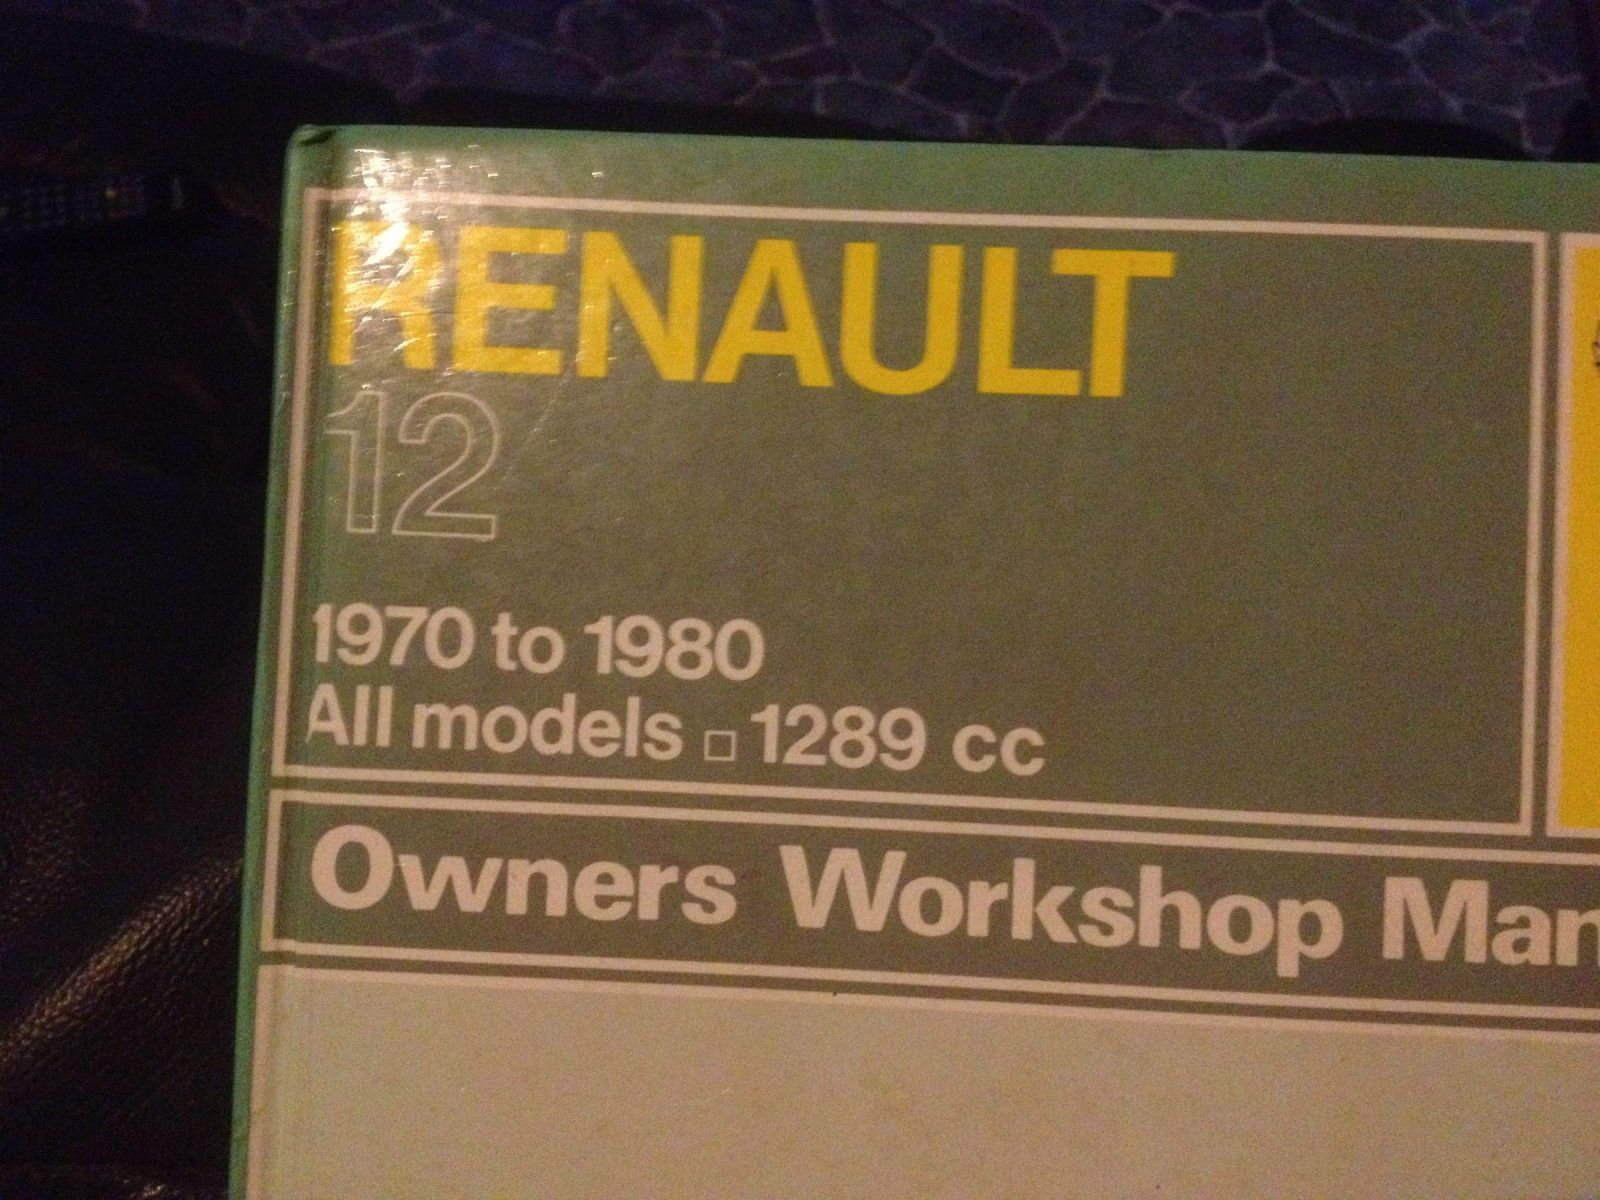 RENAULT
12
1970 to 1980
All models □ 1289 cc
Owners Workshop Man